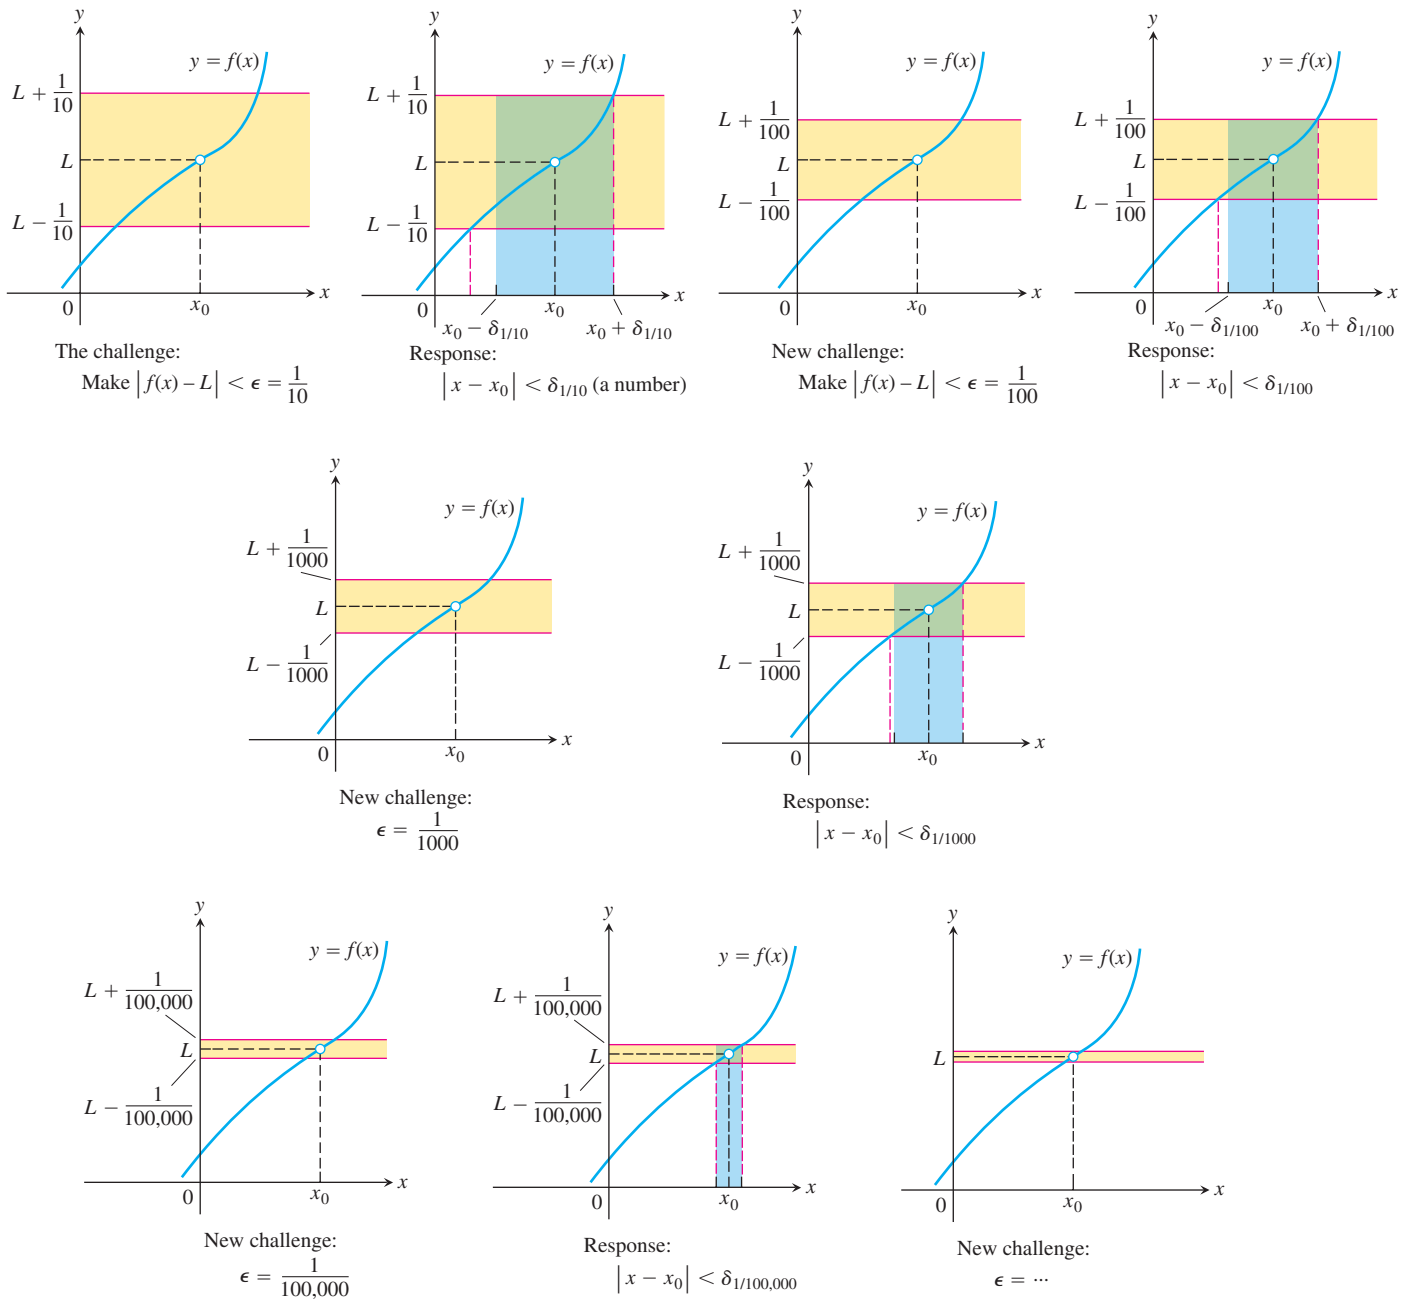 y
y = f(x)
L + 1/10
L
L − 1/10
0
x₀
x
The challenge:
Make |f(x) – L| < ϵ = 1/10
y
y = f(x)
L + 1/10
L
L − 1/10
0
x₀
x
x₀ − δ₁/₁₀
x₀ + δ₁/₁₀
Response:
|x − x₀| < δ₁/₁₀ (a number)
y
y = f(x)
L + 1/100
L
L − 1/100
0
x₀
x
New challenge:
Make |f(x) – L| < ϵ = 1/100
y
y = f(x)
L + 1/100
L
L − 1/100
0
x₀
x
x₀ − δ₁/₁₀₀
x₀ + δ₁/₁₀₀
Response:
|x − x₀| < δ₁/₁₀₀
y
y = f(x)
L + 1/1000
L
L − 1/1000
0
x₀
x
New challenge:
ϵ = 1/1000
y
y = f(x)
L + 1/1000
L
L − 1/1000
0
x₀
x
Response:
|x − x₀| < δ₁/₁₀₀₀
y
y = f(x)
L + 1/100,000
L
L − 1/100,000
0
x₀
x
New challenge:
ϵ = 1/100,000
y
y = f(x)
L + 1/100,000
L
L − 1/100,000
0
x₀
x
Response:
|x − x₀| < δ₁/₁₀₀,₀₀₀
y
y = f(x)
L
0
x₀
x
New challenge:
ϵ = ···